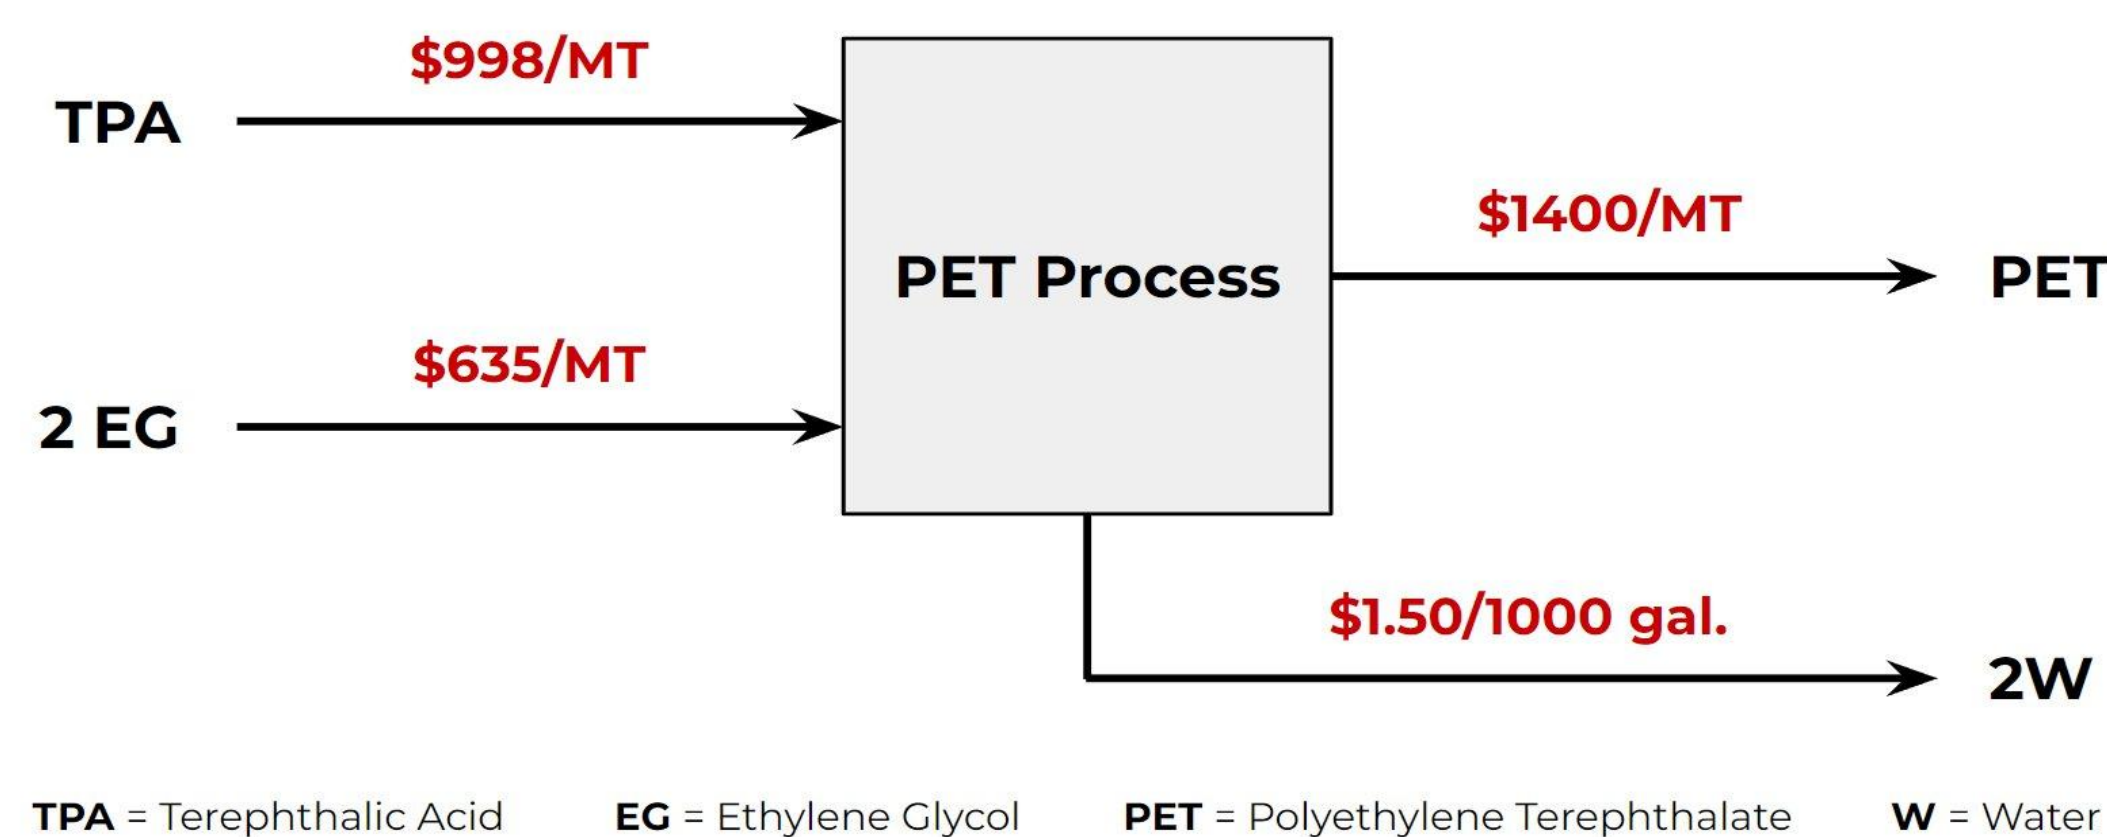 $998/MT
TPA
$1400/MT
PET Process
PET
$635/MT
2 EG
$1.50/1000 gal.
2W
TPA = Terephthalic Acid
EG = Ethylene Glycol
PET = Polyethylene Terephthalate
W = Water